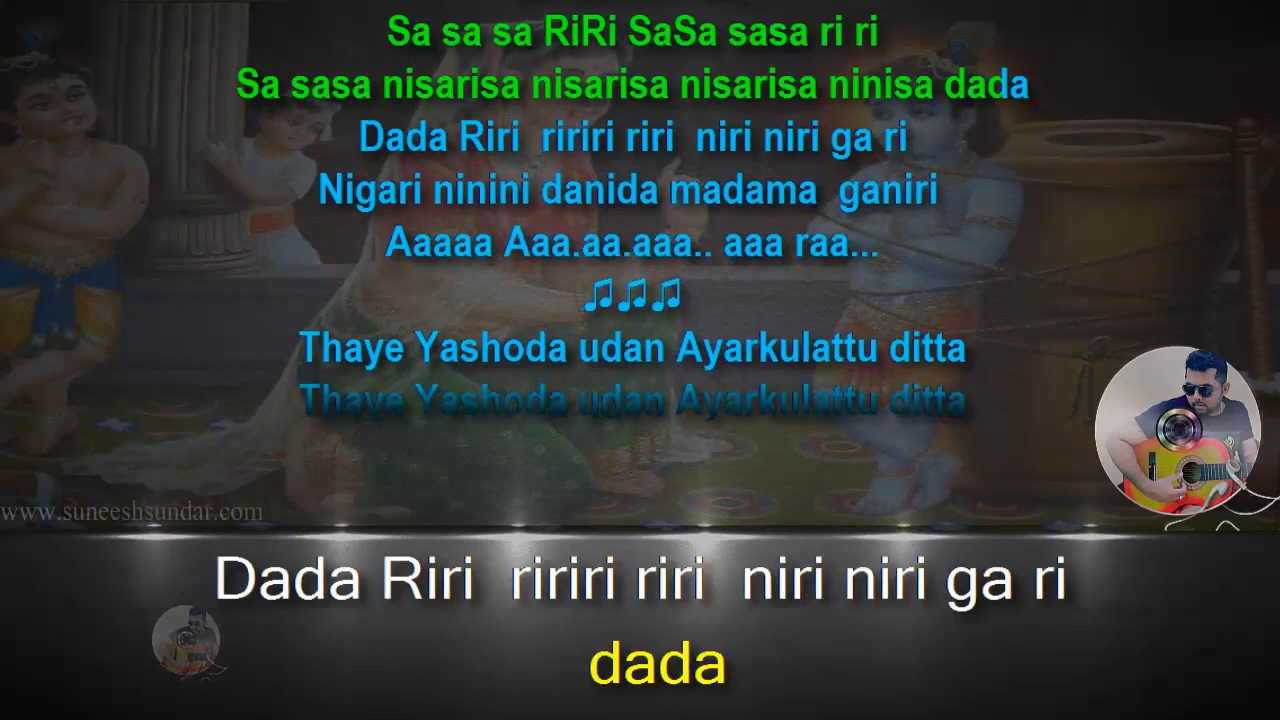 Sa sa sa RiRi SaSa sasa ri ri
Sa sasa nisarisa nisarisa nisarisa ninisa dada
Dada Riri  riririri riri  niri niri ga ri
Nigari ninini danida madama  ganiri
Aaaaa Aaa.aa.aaa.. aaa raa...
♫♫♫
Thaye Yashoda udan Ayarkulattu ditta
Thaye Yashoda udan Ayarkulattu ditta
www.suneeshsundar.com
Dada Riri  riririri riri  niri niri ga ri
dada